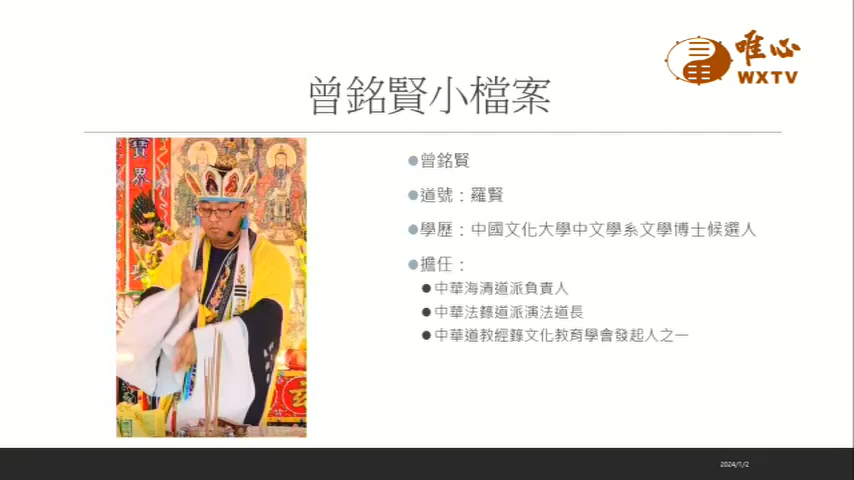 唯心
WXTV
曾銘賢小檔案
寶
界
曾銘賢
道號：羅賢
學歷：中國文化大學中文學系文學博士候選人
擔任：
中華海清道派負責人
中華法籙道派演法道長
中華道教經籙文化教育學會發起人之一
玄
2024/1/2